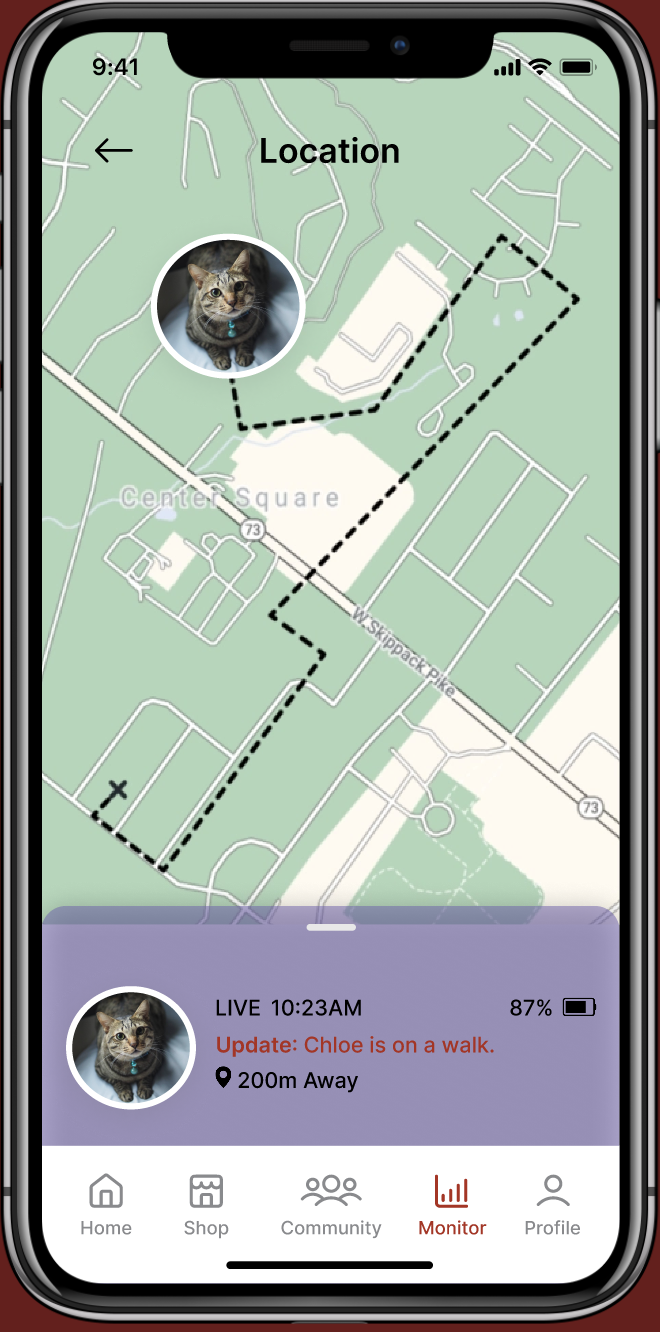 9:41
Location
Center Square
73
W Skippack Pike
73
LIVE 10:23AM
87%
Update: Chloe is on a walk.
200m Away
Home
Shop
Community
Monitor
Profile